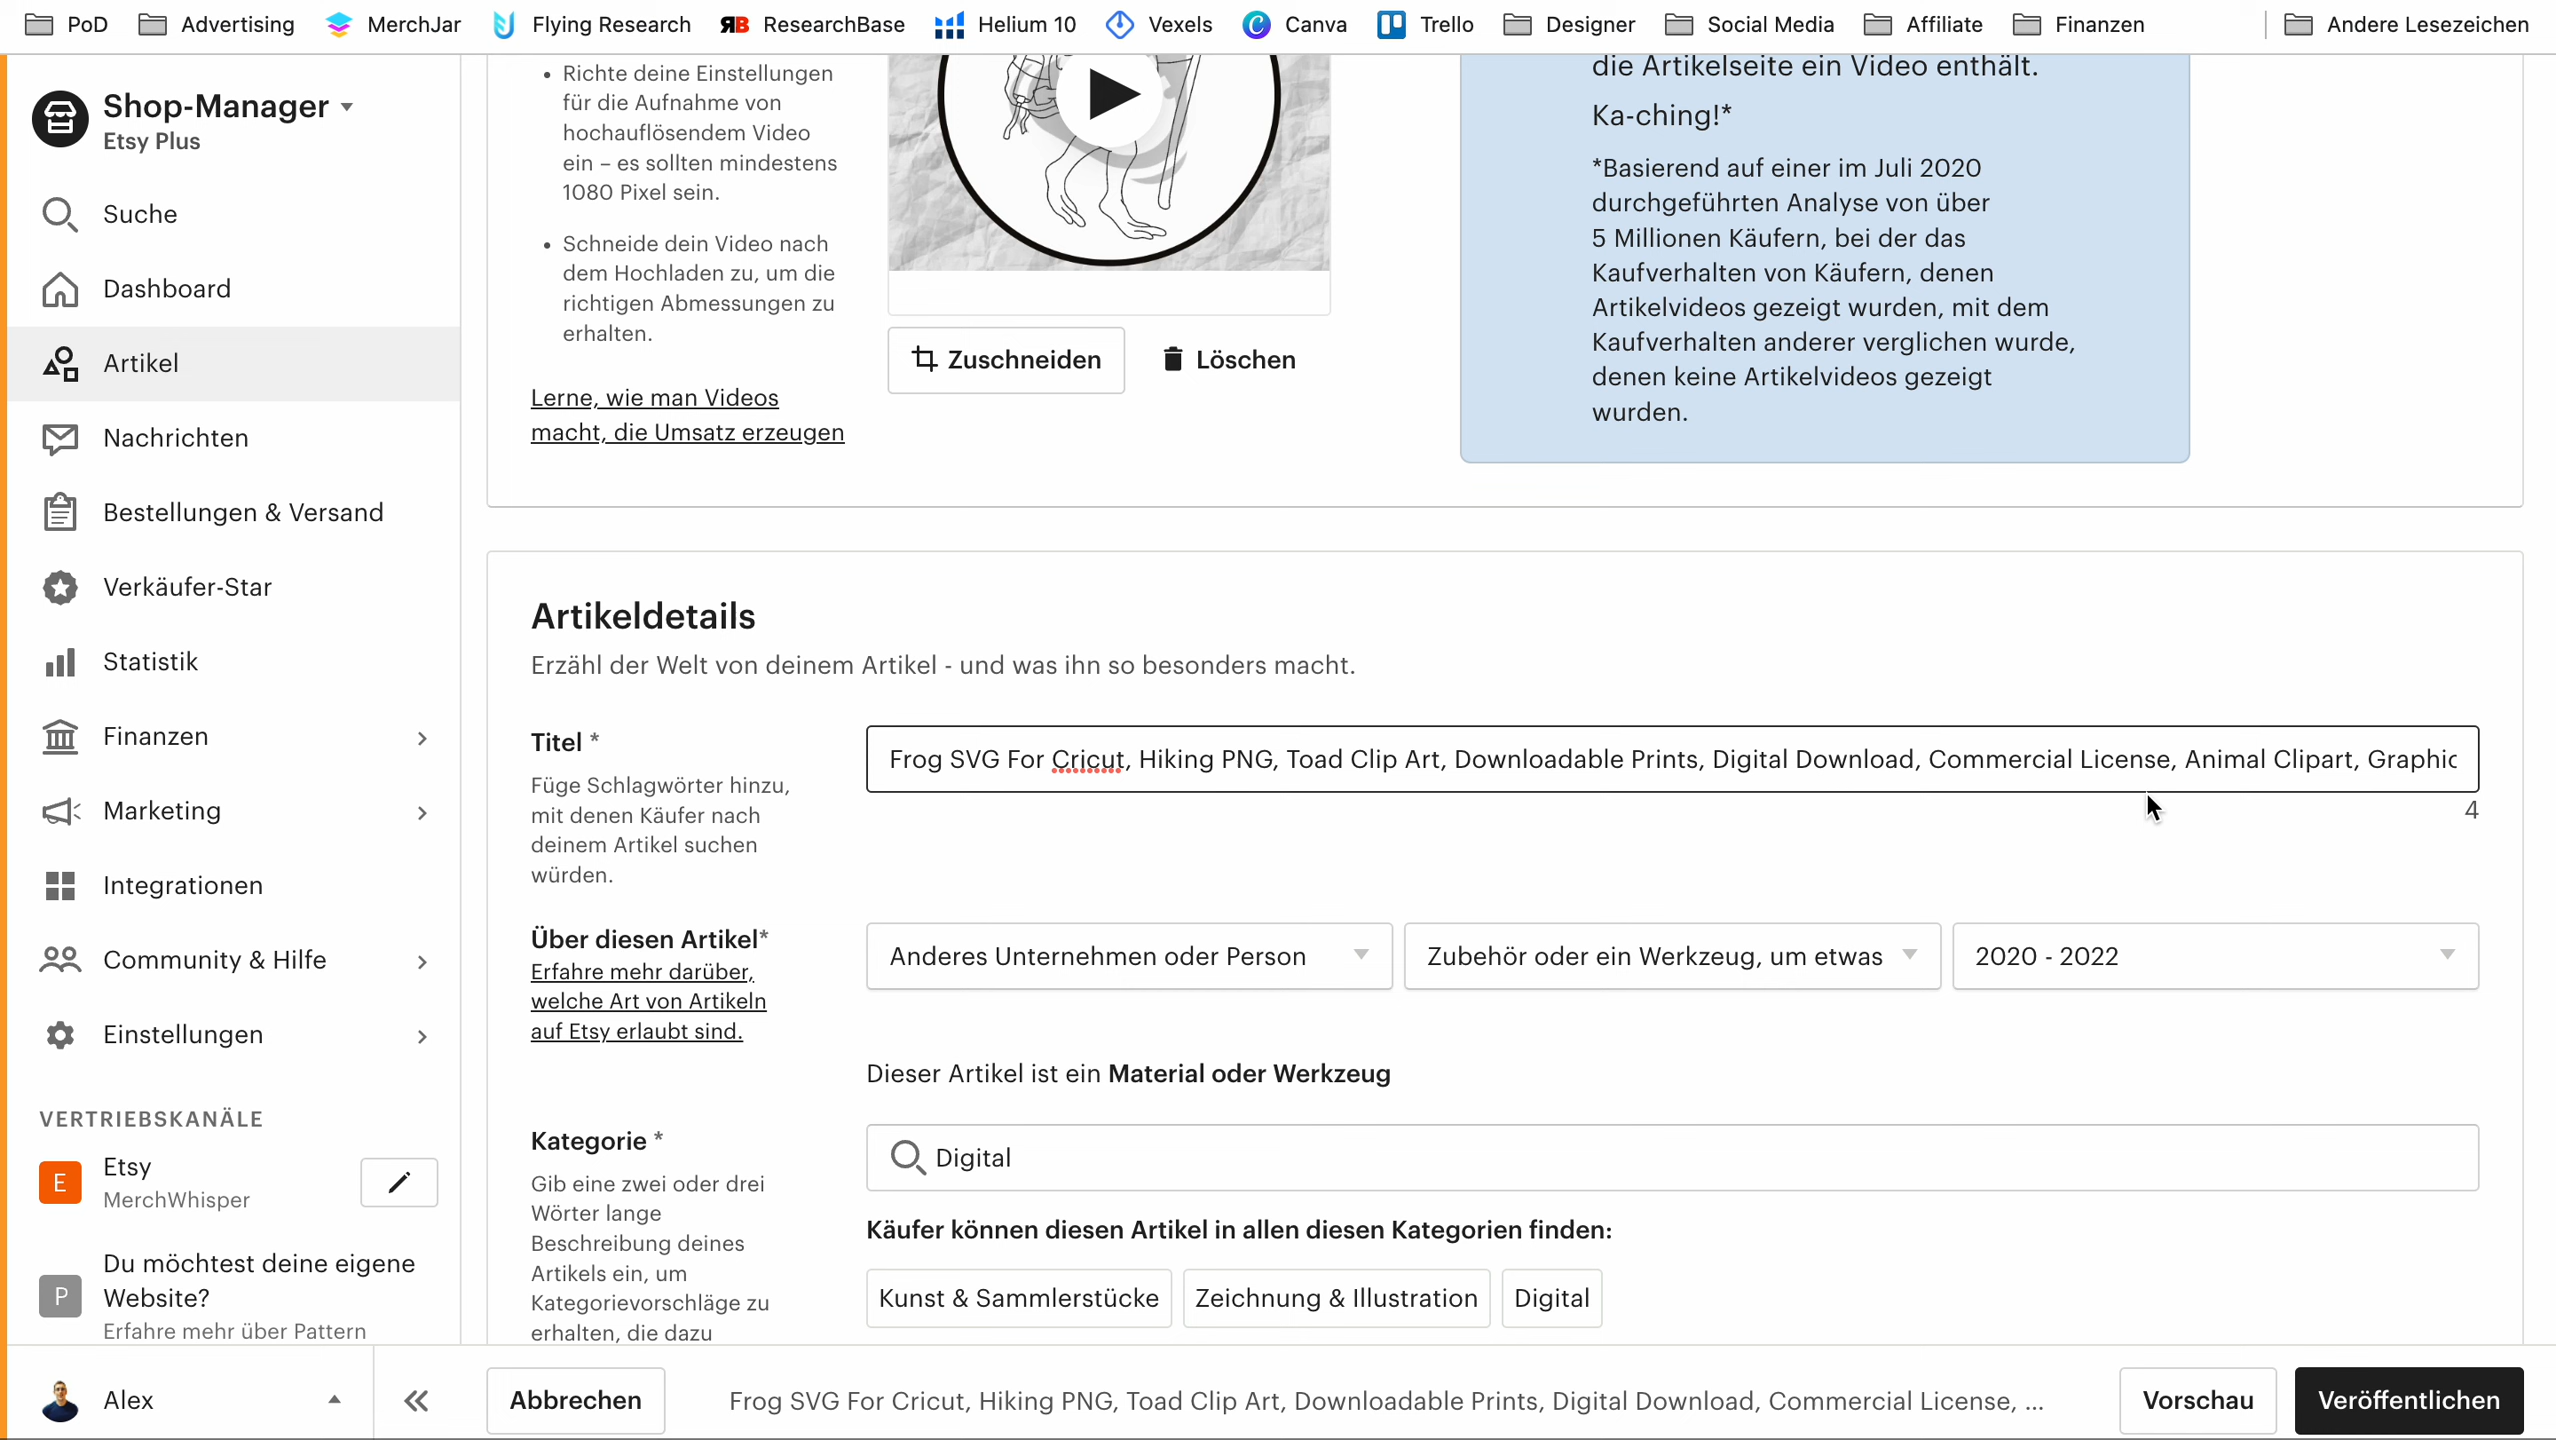 PoD Advertising MerchJar Flying Research ResearchBase Helium 10 Vexels Canva Trello Designer Social Media Affiliate Finanzen Andere Lesezeichen
Shop-Manager
Etsy Plus
Suche
Dashboard
Artikel
Nachrichten
Bestellungen & Versand
Verkäufer-Star
Statistik
Finanzen
Marketing
Integrationen
Community & Hilfe
Einstellungen
VERTRIEBSKANÄLE
E
Etsy
MerchWhisper
P
Du möchtest deine eigene
Website?
Erfahre mehr über Pattern
Alex
• Richte deine Einstellungen
für die Aufnahme von
hochauflösendem Video
ein – es sollten mindestens
1080 Pixel sein.
• Schneide dein Video nach
dem Hochladen zu, um die
richtigen Abmessungen zu
erhalten.
Lerne, wie man Videos
macht, die Umsatz erzeugen
Zuschneiden
Löschen
die Artikelseite ein Video enthält.
Ka-ching!*
*Basierend auf einer im Juli 2020
durchgeführten Analyse von über
5 Millionen Käufern, bei der das
Kaufverhalten von Käufern, denen
Artikelvideos gezeigt wurden, mit dem
Kaufverhalten anderer verglichen wurde,
denen keine Artikelvideos gezeigt
wurden.
Artikeldetails
Erzähl der Welt von deinem Artikel - und was ihn so besonders macht.
Titel *
Füge Schlagwörter hinzu,
mit denen Käufer nach
deinem Artikel suchen
würden.
Frog SVG For Cricut, Hiking PNG, Toad Clip Art, Downloadable Prints, Digital Download, Commercial License, Animal Clipart, Graphic
4
Über diesen Artikel*
Erfahre mehr darüber,
welche Art von Artikeln
auf Etsy erlaubt sind.
Anderes Unternehmen oder Person
Zubehör oder ein Werkzeug, um etwas
2020 - 2022
Dieser Artikel ist ein Material oder Werkzeug
Kategorie *
Gib eine zwei oder drei
Wörter lange
Beschreibung deines
Artikels ein, um
Kategorievorschläge zu
erhalten, die dazu
Digital
Käufer können diesen Artikel in allen diesen Kategorien finden:
Kunst & Sammlerstücke
Zeichnung & Illustration
Digital
Abbrechen
Frog SVG For Cricut, Hiking PNG, Toad Clip Art, Downloadable Prints, Digital Download, Commercial License, ...
Vorschau
Veröffentlichen